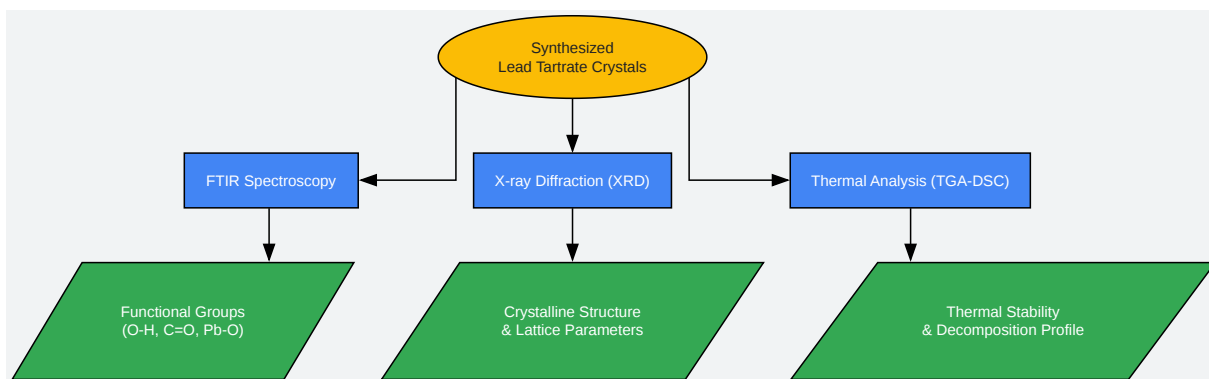 Synthesized
Lead Tartrate Crystals
FTIR Spectroscopy
X-ray Diffraction (XRD)
Thermal Analysis (TGA-DSC)
Functional Groups
(O-H, C=O, Pb-O)
Crystalline Structure
& Lattice Parameters
Thermal Stability
& Decomposition Profile